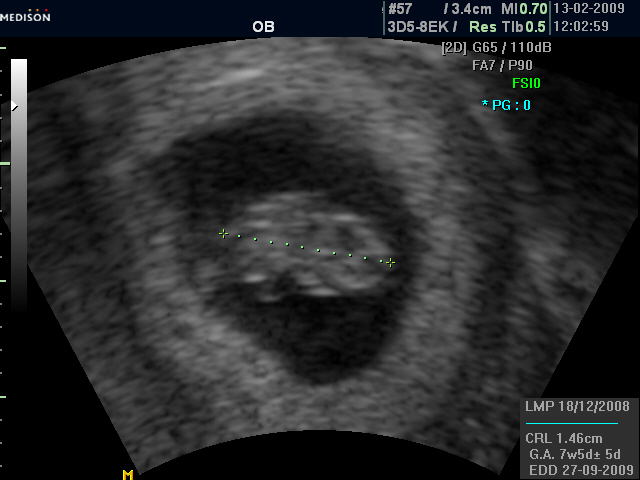 MEDISON
OB
#57 / 3.4cm MI 0.70 13-02-2009
3D5-8EK / Res TIb 0.5 12:02:59
[2D] G65 / 110dB
FA7 / P90
FSI0
* PG : 0
LMP 18/12/2008
CRL 1.46cm
G.A. 7w5d± 5d
EDD 27-09-2009
M